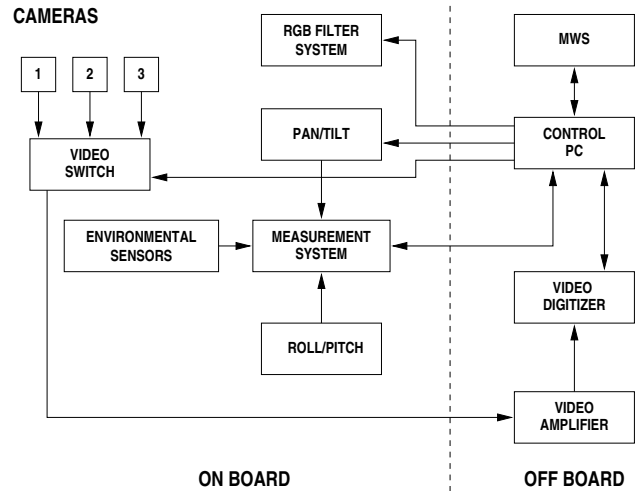 CAMERAS
1
2
3
VIDEO
SWITCH
RGB FILTER
SYSTEM
PAN/TILT
ENVIRONMENTAL
SENSORS
MEASUREMENT
SYSTEM
ROLL/PITCH
MWS
CONTROL
PC
VIDEO
DIGITIZER
VIDEO
AMPLIFIER
ON BOARD
OFF BOARD